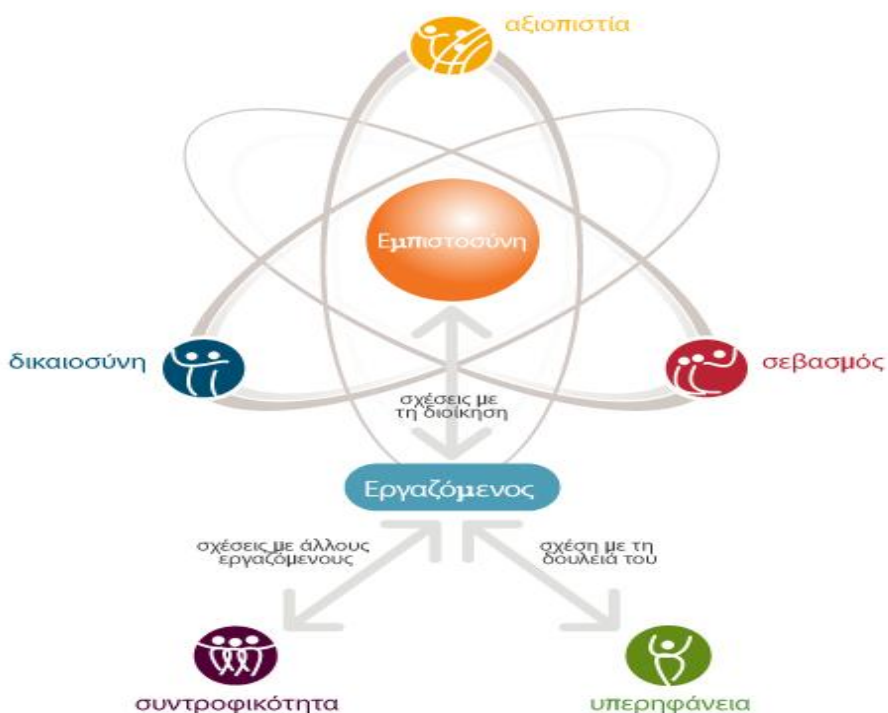 αξιοπιστία
Εμπιστοσύνη
δικαιοσύνη
σεβασμός
σχέσεις με
τη διοίκηση
Εργαζόμενος
σχέσεις με άλλους
εργαζόμενους
σχέση με τη
δουλειά του
συντροφικότητα
υπερηφάνεια